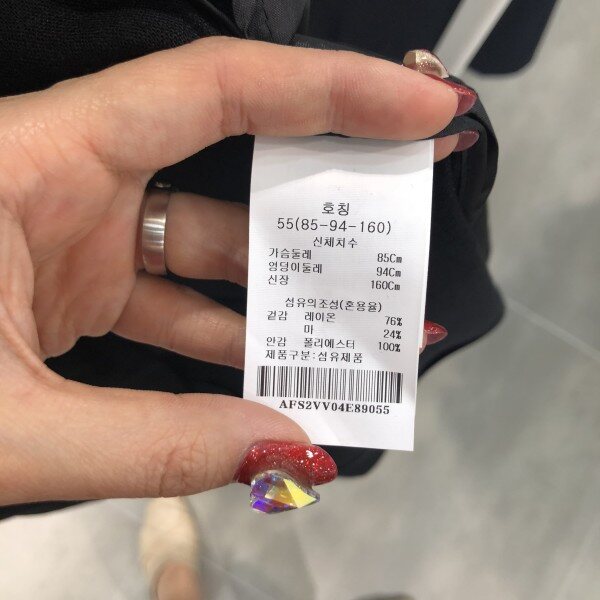 호칭
55(85-94-160)
신체치수
가슴둘레 85Cm
엉덩이둘레 94Cm
신장 160Cm
섬유의조성(혼용율)
겉감 레이온 76%
마 24%
안감 폴리에스터 100%
제품구분:섬유제품
AFS2VV04E89055